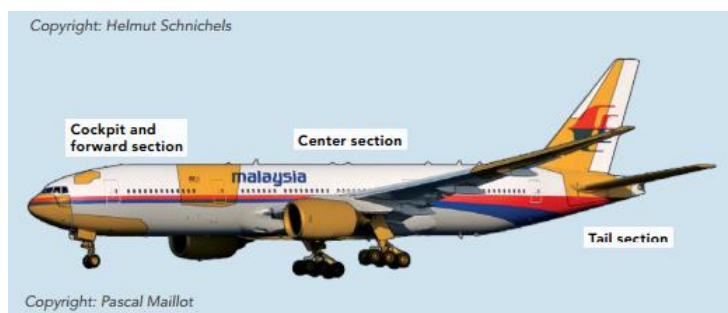 Copyright: Helmut Schnichels
Cockpit and
forward section
Center section
malaysia
Tail section
Copyright: Pascal Maillot